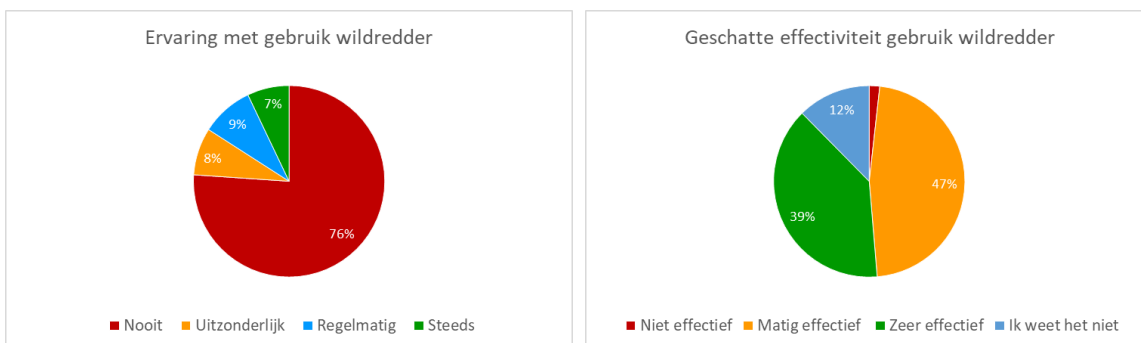 Ervaring met gebruik wildredder
7%
9%
8%
76%
Nooit Uitzonderlijk Regelmatig Steeds
Geschatte effectiviteit gebruik wildredder
12%
47%
39%
Niet effectief Matig effectief Zeer effectief Ik weet het niet